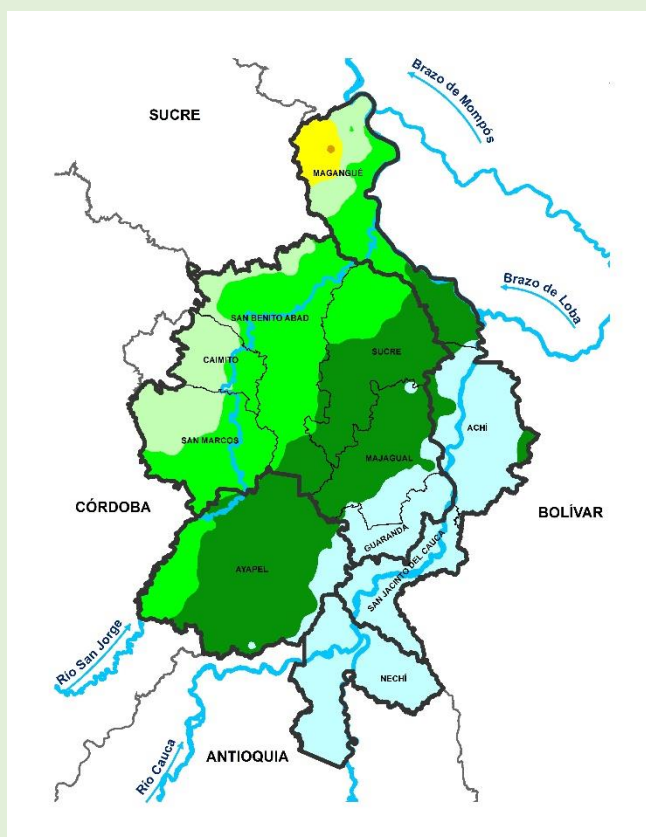 Brazo de Mompós
SUCRE
MAGANGUÉ
Brazo de Loba
SAN BENITO ABAD
SUCRE
CAIMITO
ACHÍ
SAN MARCOS
MAJAGUAL
CÓRDOBA
BOLÍVAR
GUARANDA
AYAPEL
SAN JACINTO DEL CAUCA
Río San Jorge
NECHÍ
ANTIOQUIA
Río Cauca